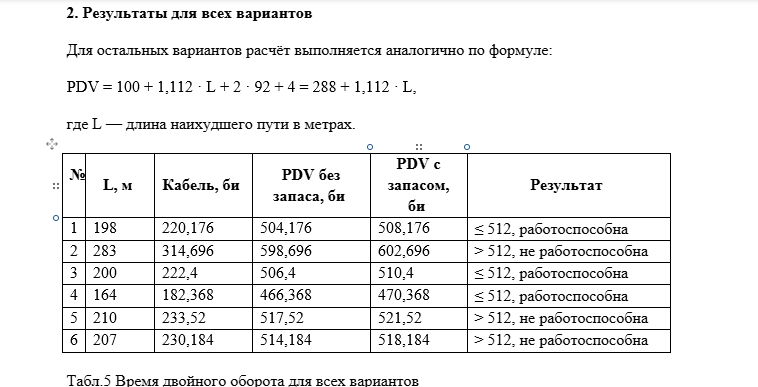 2. Результаты для всех вариантов
Для остальных вариантов расчёт выполняется аналогично по формуле:
PDV = 100 + 1,112 · L + 2 · 92 + 4 = 288 + 1,112 · L,
где L — длина наихудшего пути в метрах.
№ L, м Кабель, би PDV без запаса, би PDV с запасом, би Результат
1 198 220,176 504,176 508,176 ≤ 512, работоспособна
2 283 314,696 598,696 602,696 > 512, не работоспособна
3 200 222,4 506,4 510,4 ≤ 512, работоспособна
4 164 182,368 466,368 470,368 ≤ 512, работоспособна
5 210 233,52 517,52 521,52 > 512, не работоспособна
6 207 230,184 514,184 518,184 > 512, не работоспособна
Табл.5 Время двойного оборота для всех вариантов